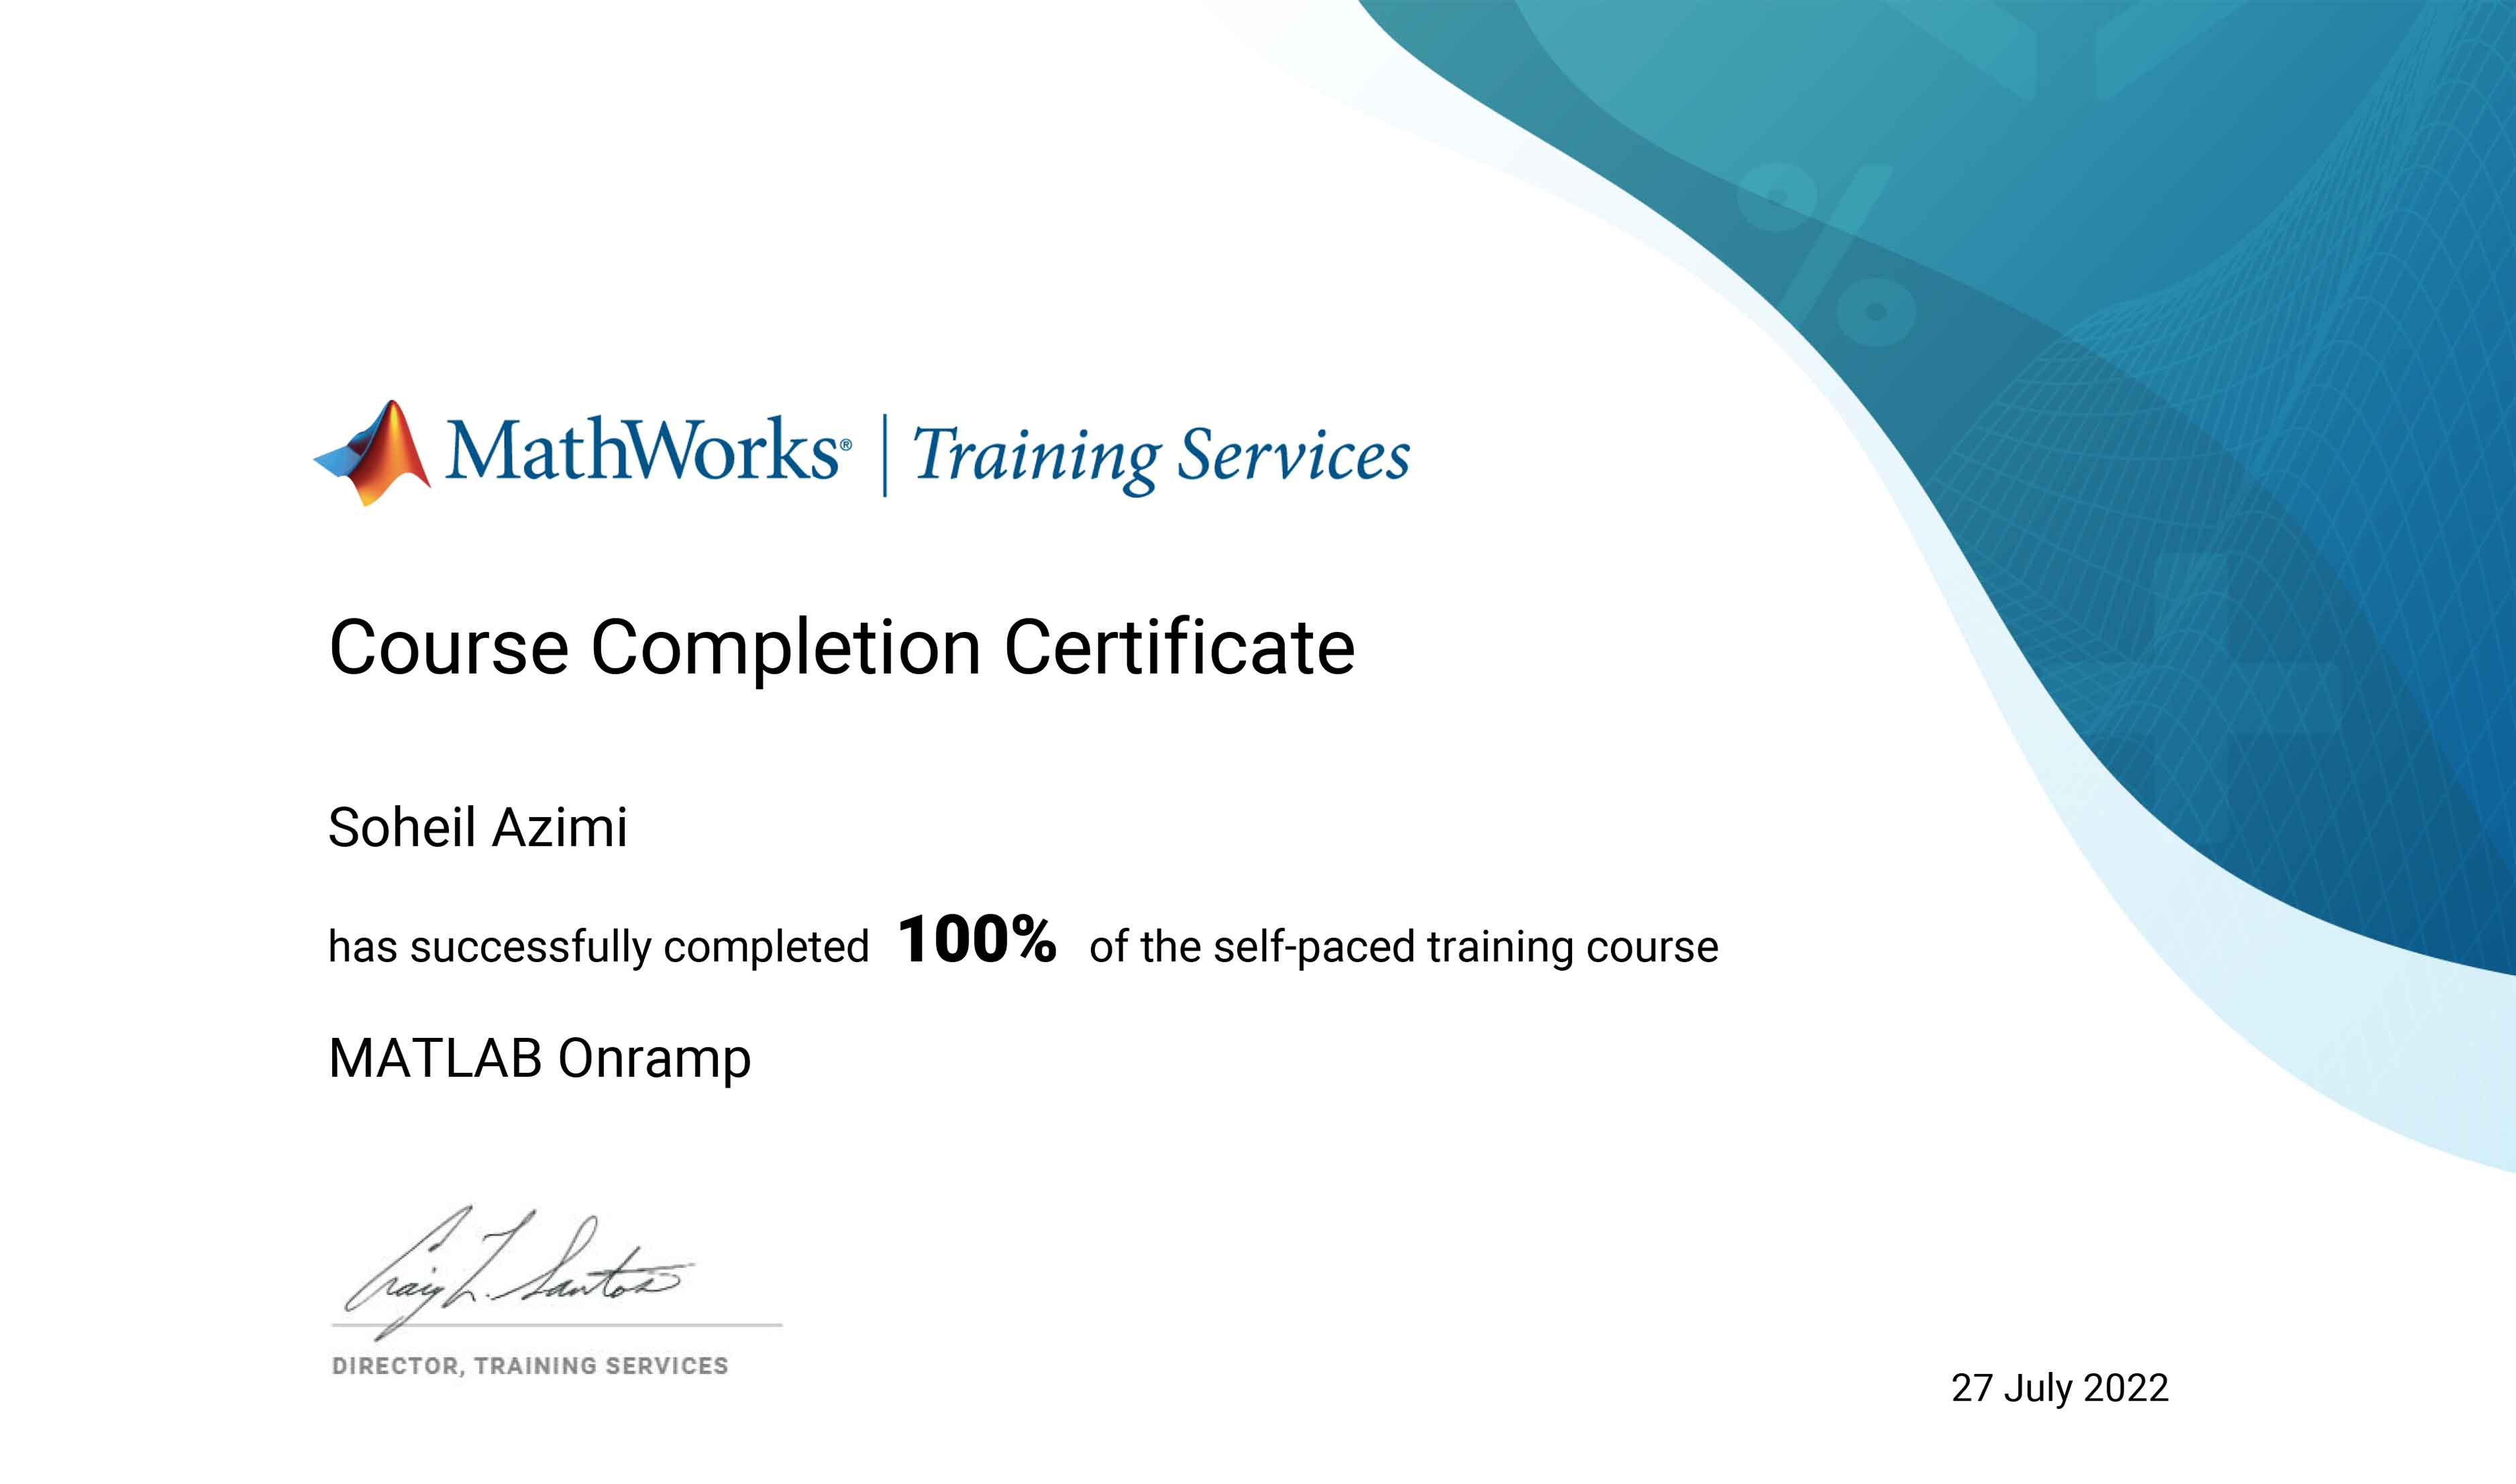 MathWorks® | Training Services
Course Completion Certificate
Soheil Azimi
has successfully completed 100% of the self-paced training course
MATLAB Onramp
Craig L. Santos
DIRECTOR, TRAINING SERVICES
27 July 2022